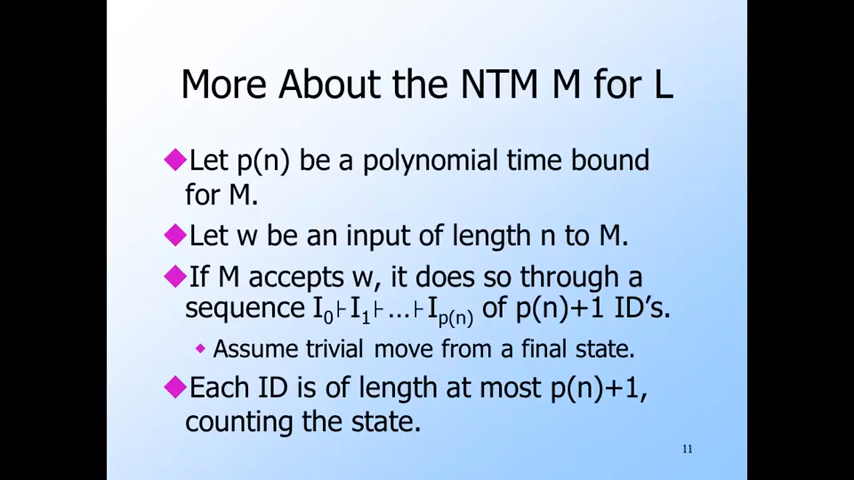 More About the NTM M for L
Let p(n) be a polynomial time bound
for M.
Let w be an input of length n to M.
If M accepts w, it does so through a
sequence I₀⊦I₁⊦…⊦Iₚ₍ₙ₎ of p(n)+1 ID’s.
Assume trivial move from a final state.
Each ID is of length at most p(n)+1,
counting the state.
11